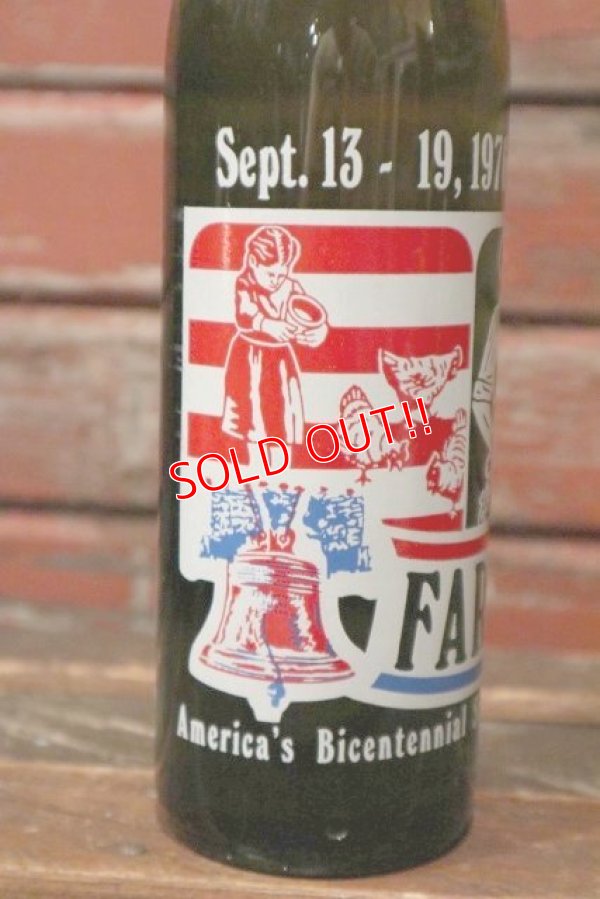 Sept. 13 - 19, 197
SOLD OUT!!
FAR
America's Bicentennial